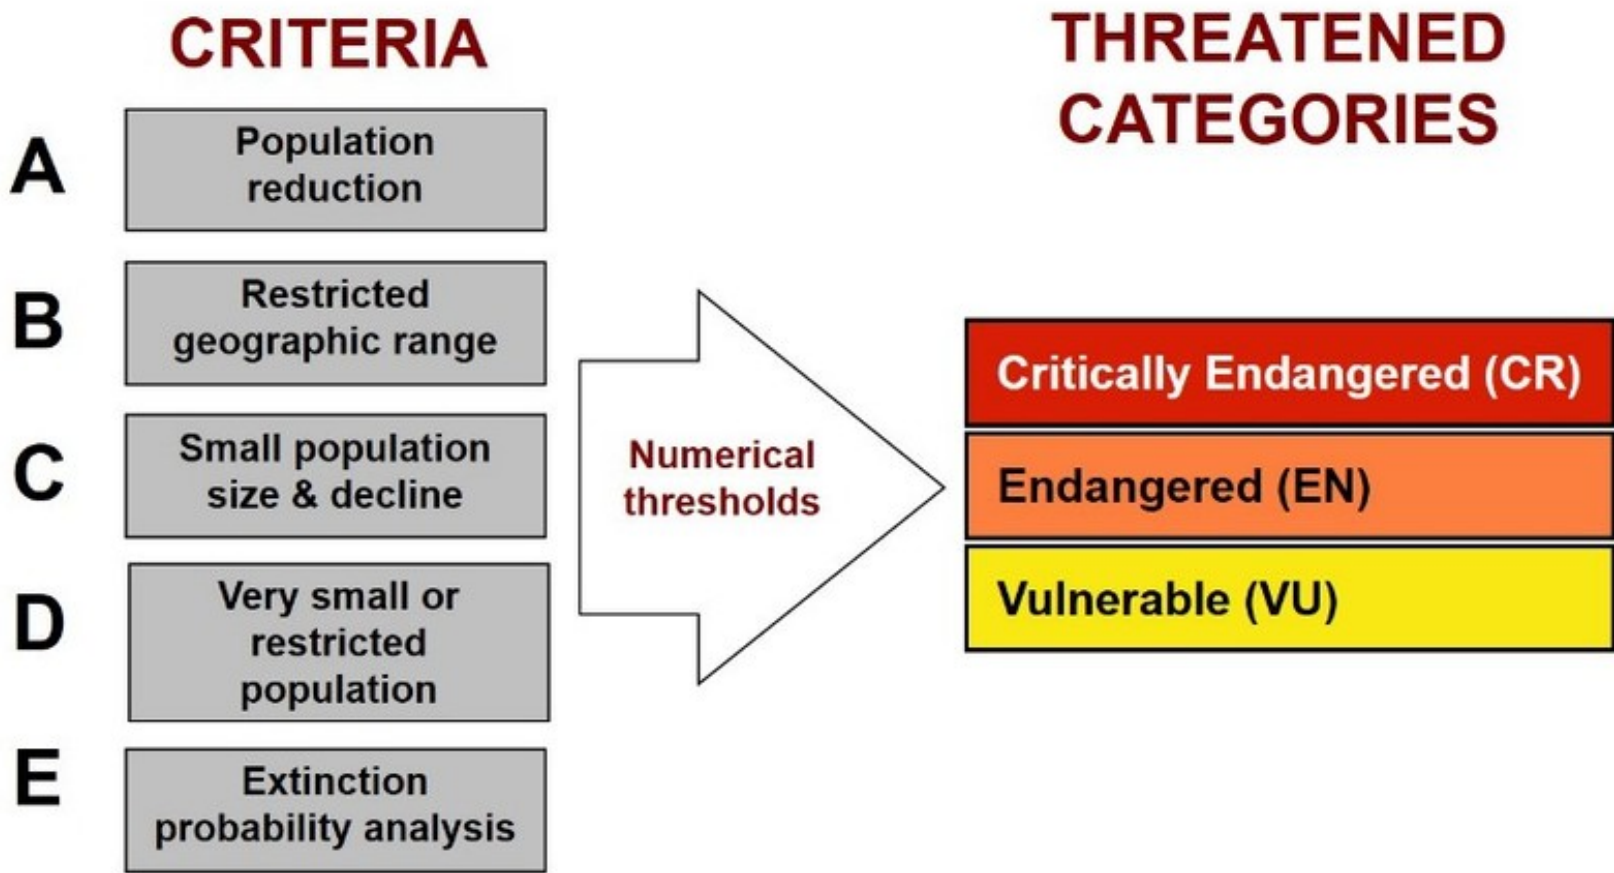 CRITERIA
A
Population
reduction
B
Restricted
geographic range
C
Small population
size & decline
D
Very small or
restricted
population
E
Extinction
probability analysis
Numerical
thresholds
THREATENED
CATEGORIES
Critically Endangered (CR)
Endangered (EN)
Vulnerable (VU)